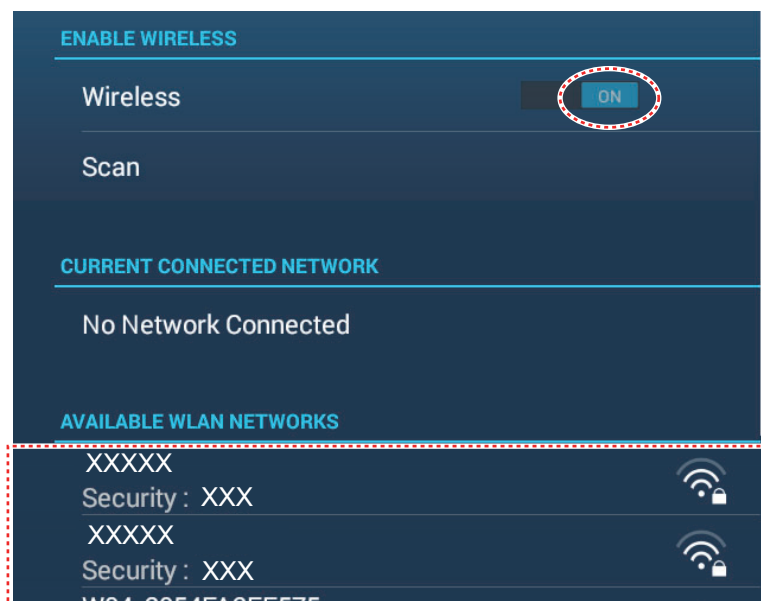 ENABLE WIRELESS
Wireless
ON
Scan
CURRENT CONNECTED NETWORK
No Network Connected
AVAILABLE WLAN NETWORKS
XXXXX
Security : XXX
XXXXX
Security : XXX